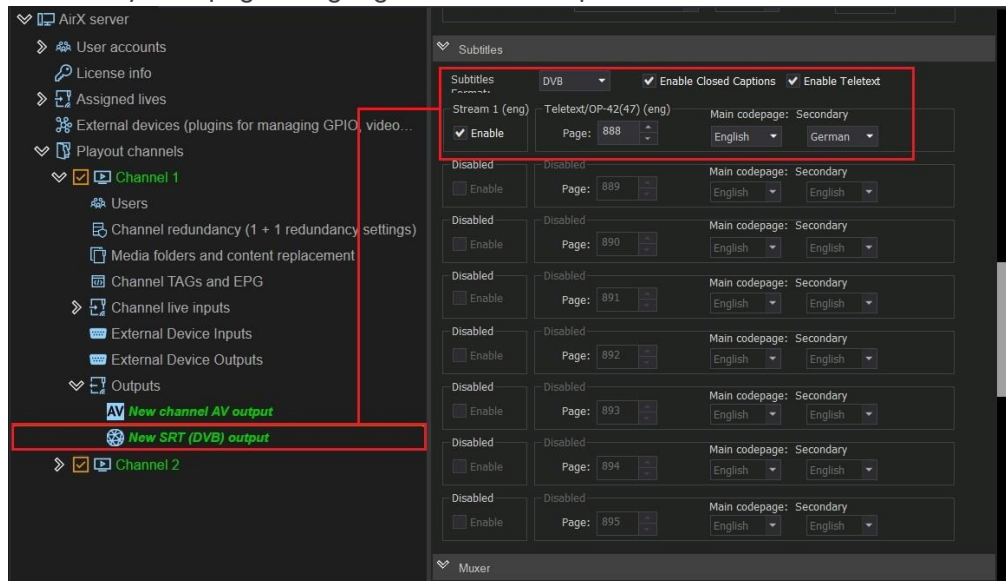 AirX server
User accounts
License info
Assigned lives
External devices (plugins for managing GPIO, video...
Playout channels
Channel 1
Users
Channel redundancy (1 + 1 redundancy settings)
Media folders and content replacement
Channel TAGs and EPG
Channel live inputs
External Device Inputs
External Device Outputs
Outputs
AV New channel AV output
New SRT (DVB) output
Channel 2
Subtitles
Subtitles DVB Enable Closed Captions Enable Teletext
Stream 1 (eng) Teletext/OP-42(47) (eng) Main codepage: Secondary
Enable Page: 888 English German
Disabled Disabled Main codepage: Secondary
Enable Page: 889 English English
Disabled Disabled Main codepage: Secondary
Enable Page: 890 English English
Disabled Disabled Main codepage: Secondary
Enable Page: 891 English English
Disabled Disabled Main codepage: Secondary
Enable Page: 892 English English
Disabled Disabled Main codepage: Secondary
Enable Page: 893 English English
Disabled Disabled Main codepage: Secondary
Enable Page: 894 English English
Disabled Disabled Main codepage: Secondary
Enable Page: 895 English English
Muxer